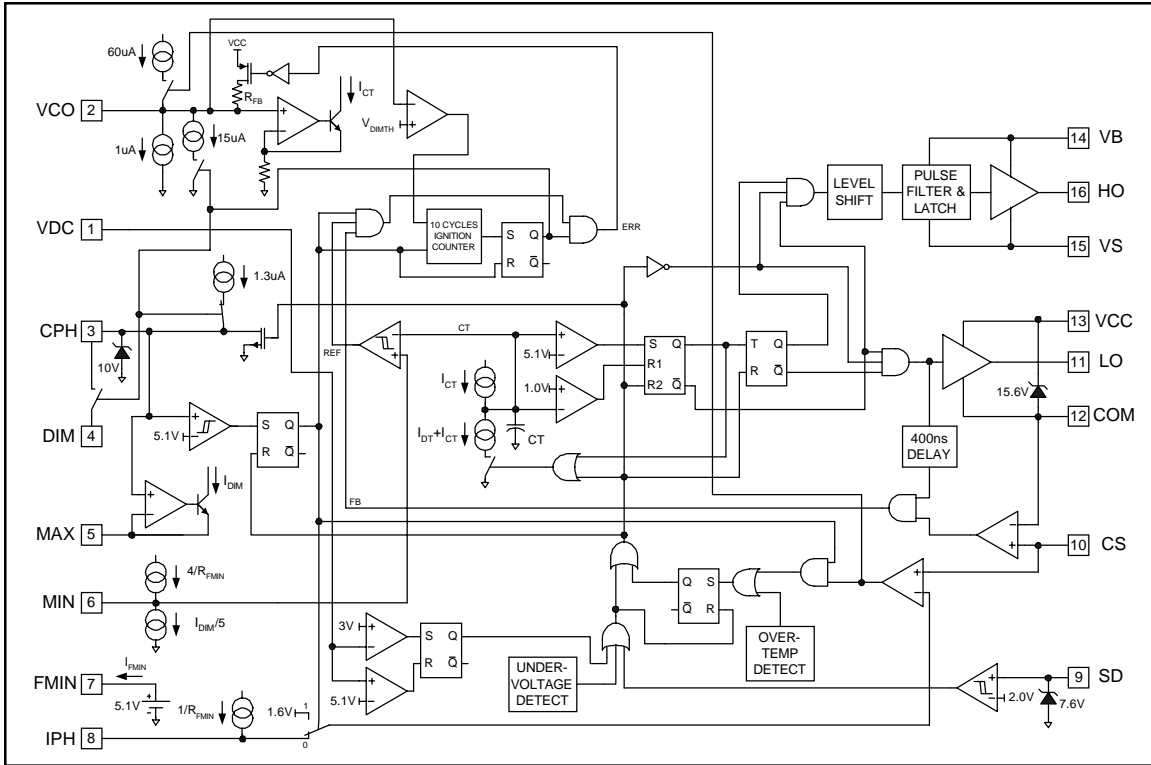 60uA
VCC
R_FB
I_CT
VCO 2
V_DIMTH
15uA
1uA
14 VB
LEVEL
SHIFT
PULSE
FILTER &
LATCH
16 HO
15 VS
VDC 1
10 CYCLES
IGNITION
COUNTER
S Q
R Q̅
ERR
1.3uA
CPH 3
10V
REF
CT
5.1V
1.0V
I_CT
I_DT+I_CT
CT
S Q
R1
R2 Q̅
T Q
R Q̅
13 VCC
11 LO
15.6V
12 COM
DIM 4
5.1V
S Q
R Q̅
400ns
DELAY
I_DIM
FB
MAX 5
10 CS
4/R_FMIN
MIN 6
I_DIM/5
Q S
Q̅ R
3V
5.1V
S Q
R Q̅
OVER-
TEMP
DETECT
UNDER-
VOLTAGE
DETECT
I_FMIN
FMIN 7
5.1V
1/R_FMIN
1.6V
1
0
IPH 8
9 SD
2.0V
7.6V